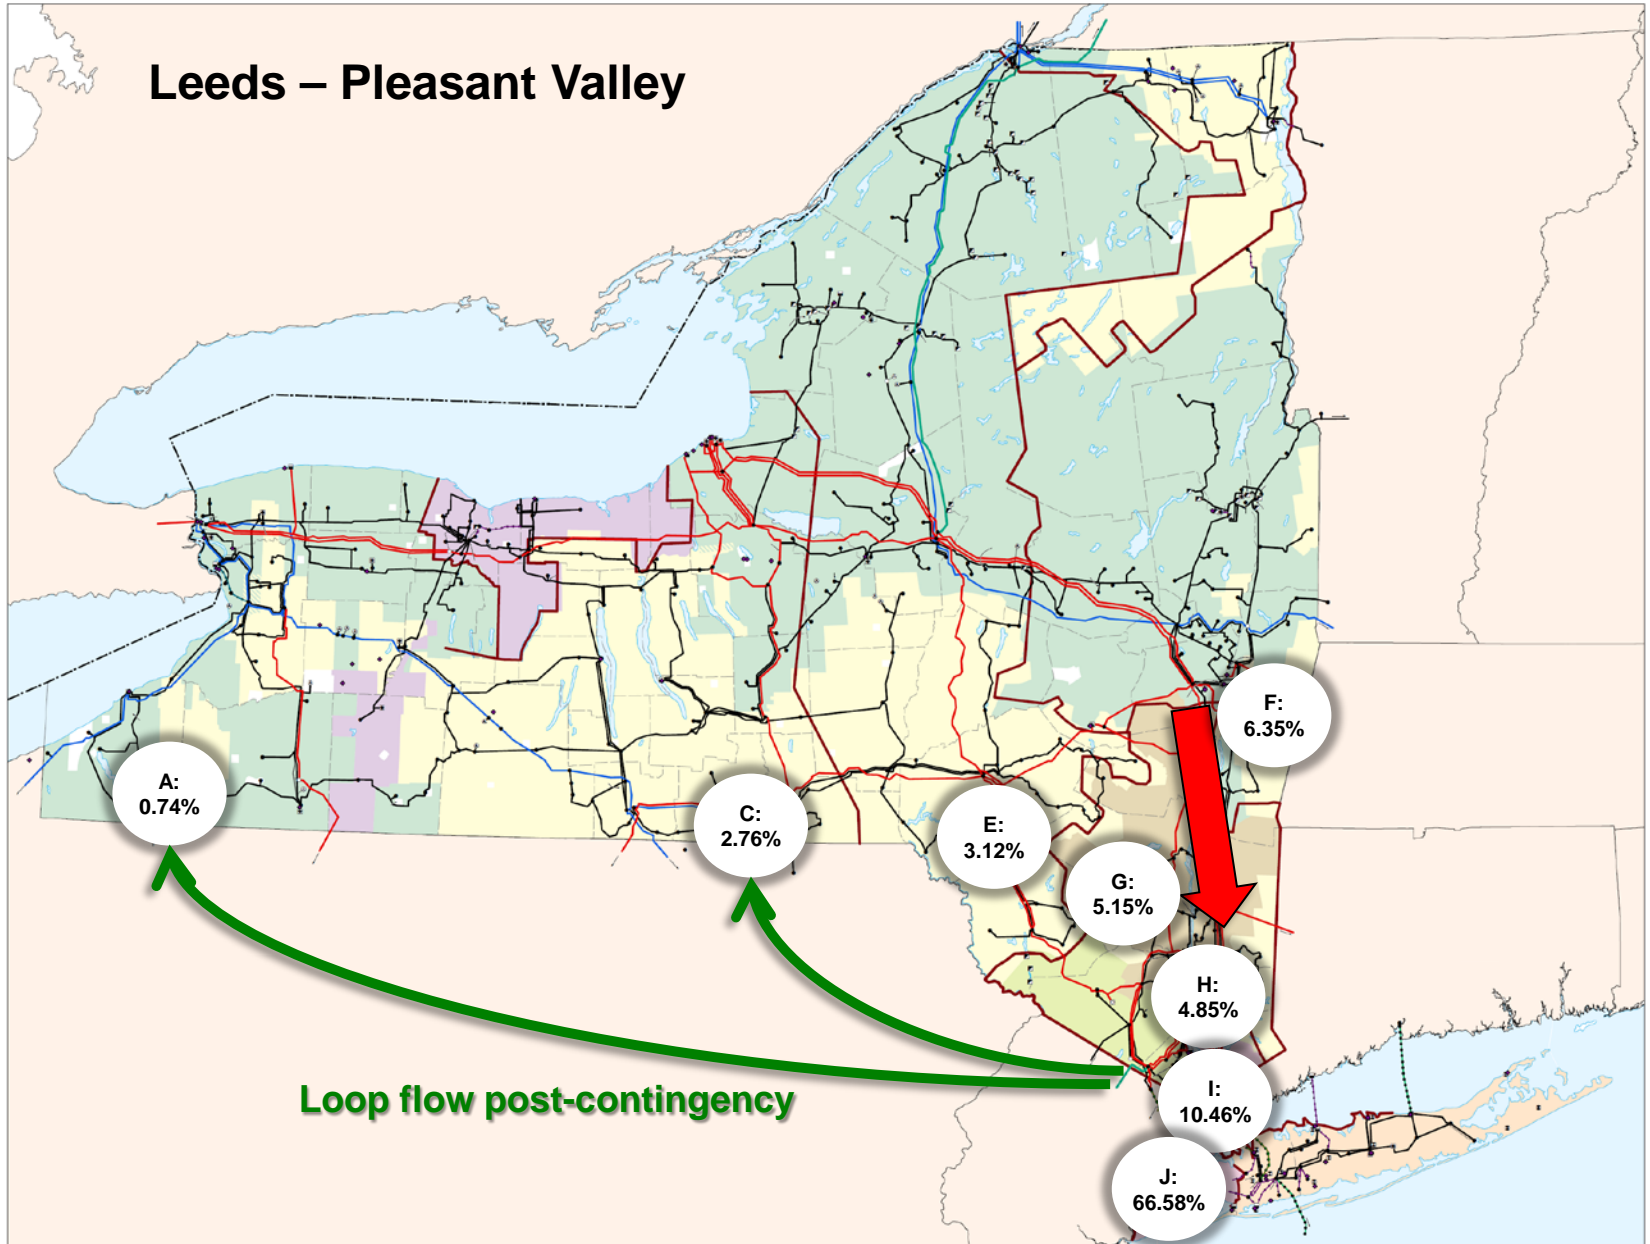 Leeds – Pleasant Valley
F:
6.35%
A:
0.74%
C:
2.76%
E:
3.12%
G:
5.15%
H:
4.85%
I:
10.46%
Loop flow post-contingency
J:
66.58%